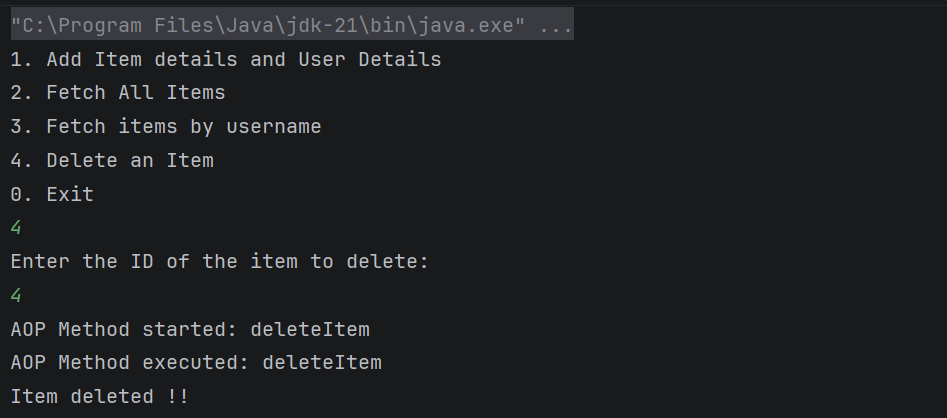 "C:\Program Files\Java\jdk-21\bin\java.exe" ...
1. Add Item details and User Details
2. Fetch All Items
3. Fetch items by username
4. Delete an Item
0. Exit
4
Enter the ID of the item to delete:
4
AOP Method started: deleteItem
AOP Method executed: deleteItem
Item deleted !!